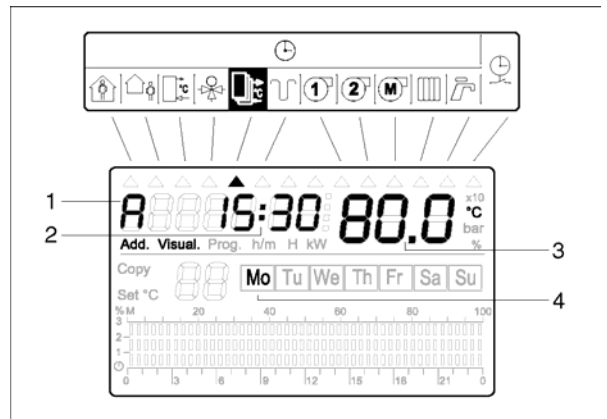 °C 1 2 M
°C
1 A 15:30 80.0 x10
°C
2 bar
Add. Visual. Prog. h/m H kW % 3
Copy Mo Tu We Th Fr Sa Su
Set °C 4
% M 20 40 60 80 100
3
2
1
0 3 6 9 12 15 18 21 0